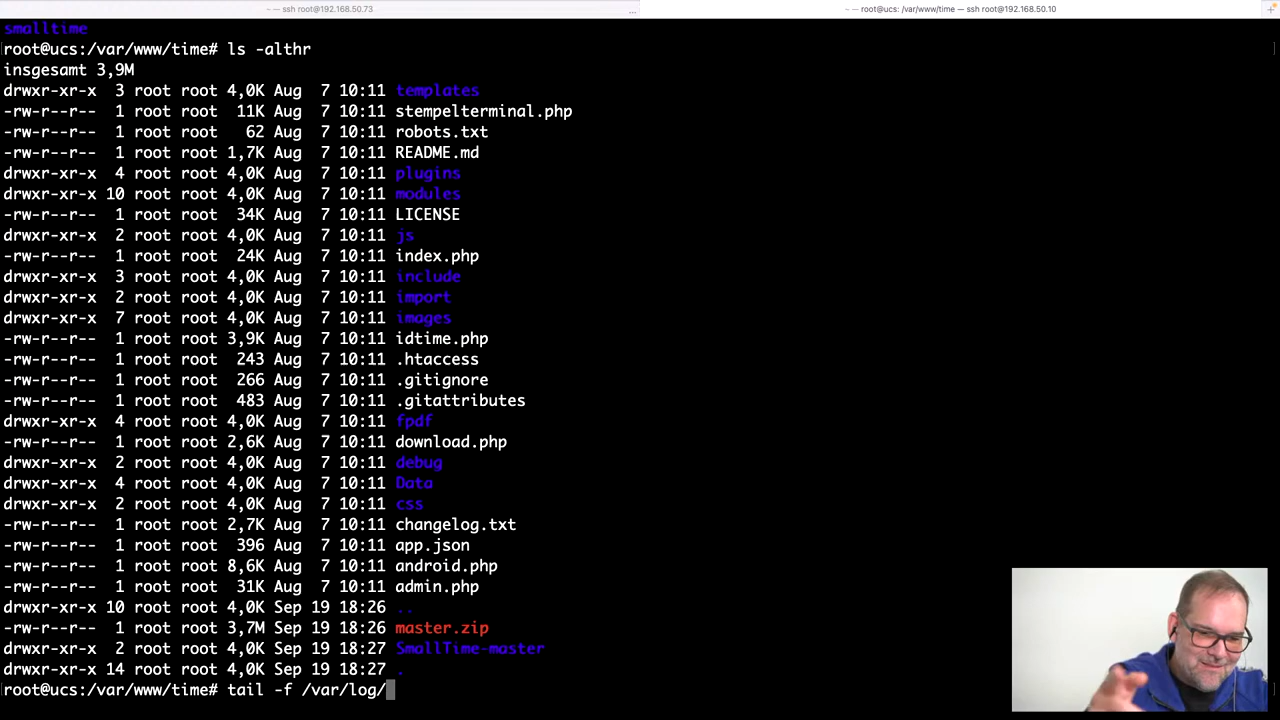 ~ — ssh root@192.168.50.73
... ~ — root@ucs: /var/www/time — ssh root@192.168.50.10 +
smalltime
root@ucs:/var/www/time# ls -althr
insgesamt 3,9M
drwxr-xr-x 3 root root 4,0K Aug 7 10:11 templates
-rw-r--r-- 1 root root 11K Aug 7 10:11 stempelterminal.php
-rw-r--r-- 1 root root 62 Aug 7 10:11 robots.txt
-rw-r--r-- 1 root root 1,7K Aug 7 10:11 README.md
drwxr-xr-x 4 root root 4,0K Aug 7 10:11 plugins
drwxr-xr-x 10 root root 4,0K Aug 7 10:11 modules
-rw-r--r-- 1 root root 34K Aug 7 10:11 LICENSE
drwxr-xr-x 2 root root 4,0K Aug 7 10:11 js
-rw-r--r-- 1 root root 24K Aug 7 10:11 index.php
drwxr-xr-x 3 root root 4,0K Aug 7 10:11 include
drwxr-xr-x 2 root root 4,0K Aug 7 10:11 import
drwxr-xr-x 7 root root 4,0K Aug 7 10:11 images
-rw-r--r-- 1 root root 3,9K Aug 7 10:11 idtime.php
-rw-r--r-- 1 root root 243 Aug 7 10:11 .htaccess
-rw-r--r-- 1 root root 266 Aug 7 10:11 .gitignore
-rw-r--r-- 1 root root 483 Aug 7 10:11 .gitattributes
drwxr-xr-x 4 root root 4,0K Aug 7 10:11 fpdf
-rw-r--r-- 1 root root 2,6K Aug 7 10:11 download.php
drwxr-xr-x 2 root root 4,0K Aug 7 10:11 debug
drwxr-xr-x 4 root root 4,0K Aug 7 10:11 Data
drwxr-xr-x 2 root root 4,0K Aug 7 10:11 css
-rw-r--r-- 1 root root 2,7K Aug 7 10:11 changelog.txt
-rw-r--r-- 1 root root 396 Aug 7 10:11 app.json
-rw-r--r-- 1 root root 8,6K Aug 7 10:11 android.php
-rw-r--r-- 1 root root 31K Aug 7 10:11 admin.php
drwxr-xr-x 10 root root 4,0K Sep 19 18:26 ..
-rw-r--r-- 1 root root 3,7M Sep 19 18:26 master.zip
drwxr-xr-x 2 root root 4,0K Sep 19 18:27 SmallTime-master
drwxr-xr-x 14 root root 4,0K Sep 19 18:27 .
root@ucs:/var/www/time# tail -f /var/log/